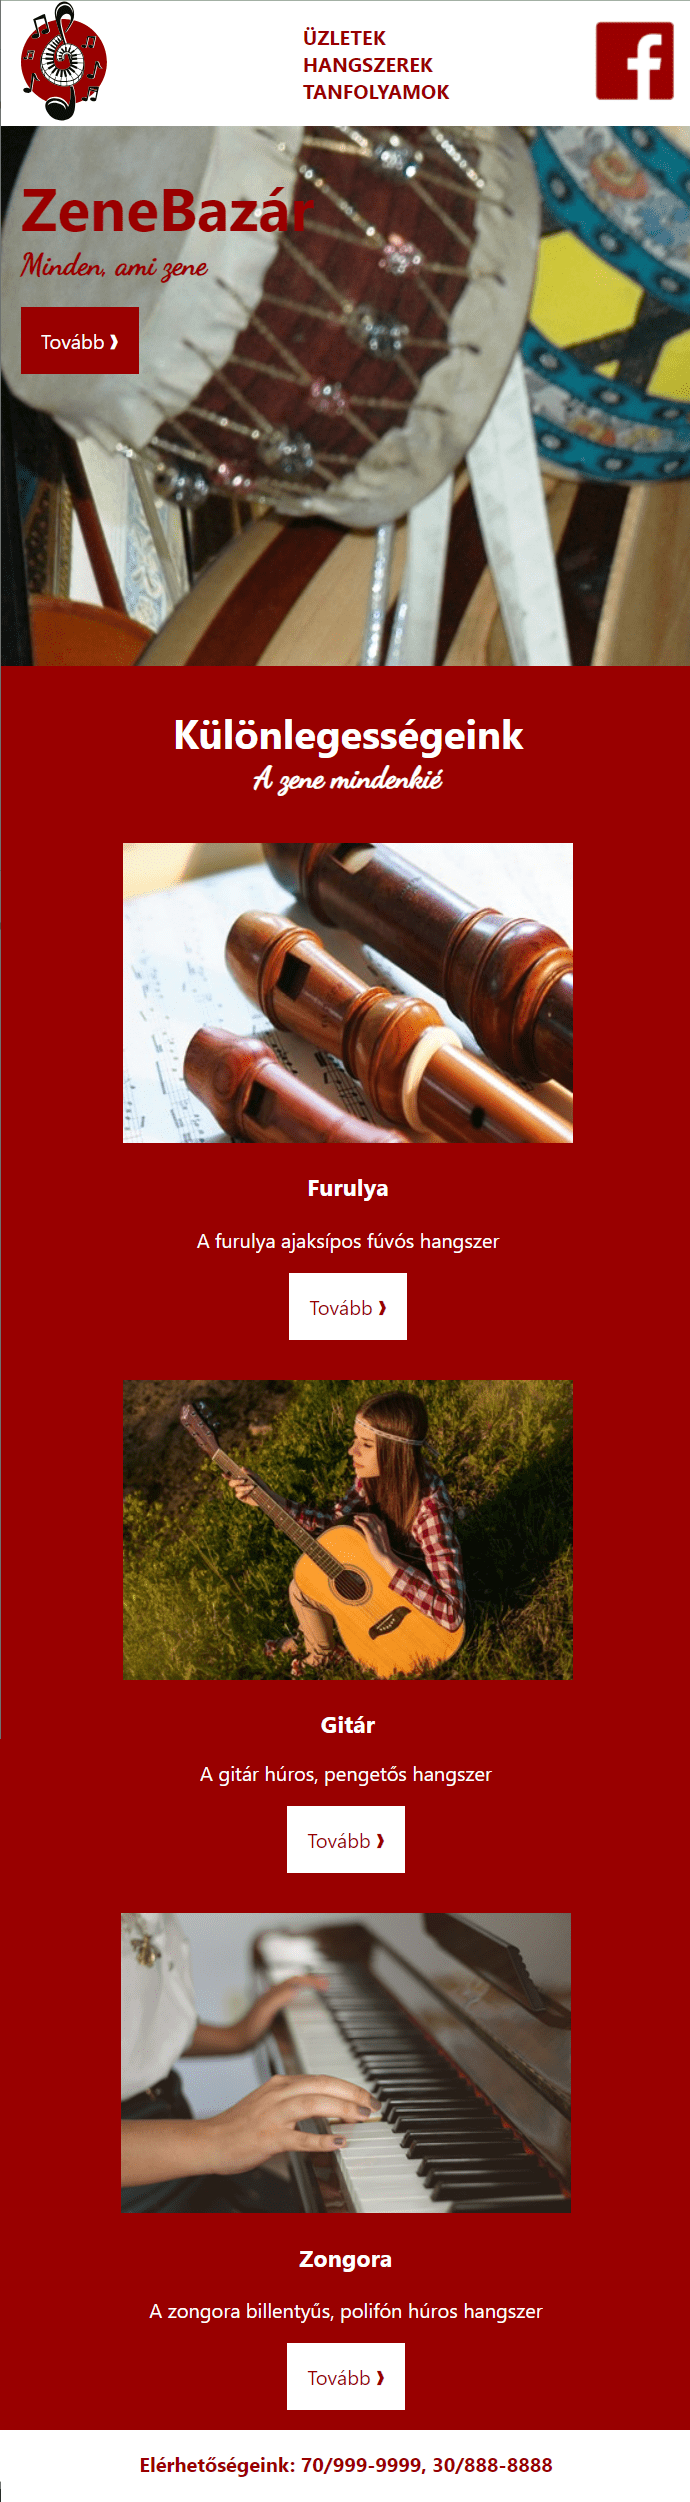 ÜZLETEK
HANGSZEREK
TANFOLYAMOK
f
ZeneBazár
Minden, ami zene
Tovább ❱
Különlegességeink
A zene mindenkié
Furulya
A furulya ajaksípos fúvós hangszer
Tovább ❱
Gitár
A gitár húros, pengetős hangszer
Tovább ❱
Zongora
A zongora billentyűs, polifón húros hangszer
Tovább ❱
Elérhetőségeink: 70/999-9999, 30/888-8888